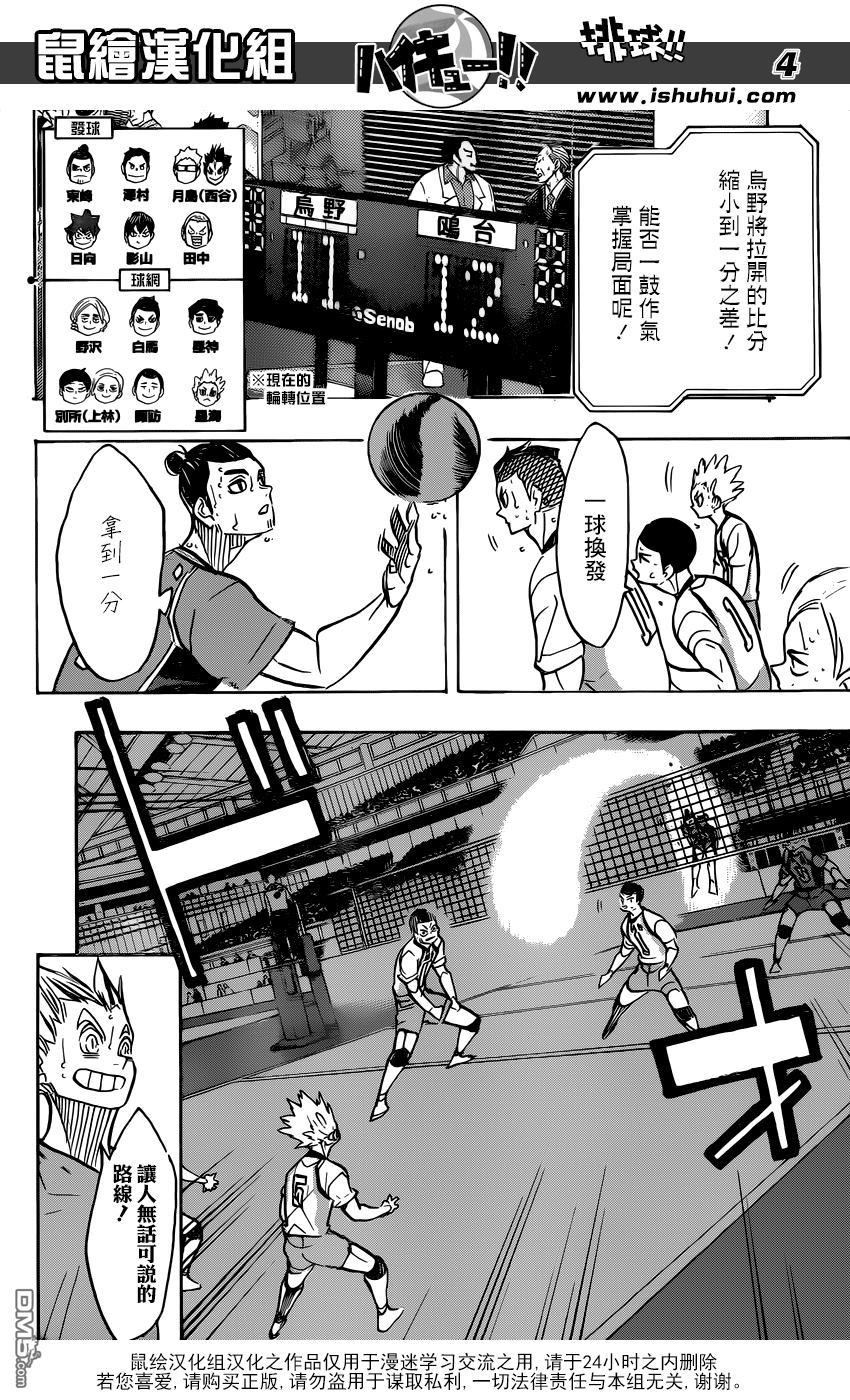 鼠繪漢化組
ハイキュー!!
排球!!
4
www.ishuhui.com
烏野將拉開的比分
縮小到一分之差！
能否一鼓作氣
掌握局面呢！
發球
東峰
澤村
月島(西谷)
日向
影山
田中
球網
野沢
白馬
星神
別所(上林)
諏訪
星海
※現在的
輪轉位置
烏野
鴎台
11
12
Senob
一球換發
拿到一分
ドッ
讓人無話可説的
路線！
DM5
鼠绘汉化组汉化之作品仅用于漫迷学习交流之用, 请于24小时之内删除
若您喜爱, 请购买正版, 请勿盗用于谋取私利, 一切法律责任与本组无关, 谢谢.